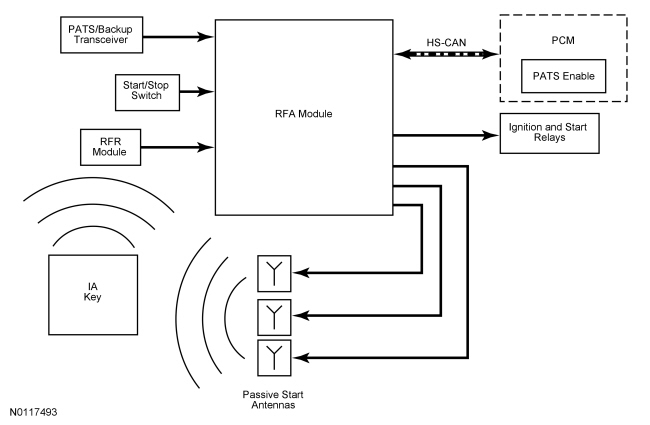 PATS/Backup
Transceiver
Start/Stop
Switch
RFR
Module
RFA Module
HS-CAN
PCM
PATS Enable
Ignition and Start
Relays
IA
Key
Passive Start
Antennas
N0117493